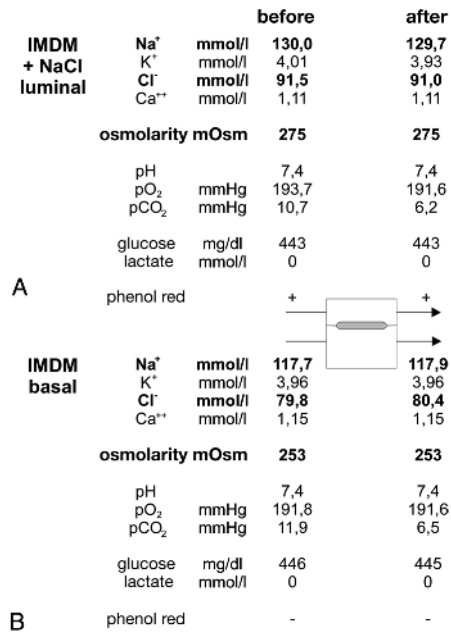 before after
IMDM Na⁺ mmol/l 130,0 129,7
+ NaCl K⁺ mmol/l 4,01 3,93
luminal Cl⁻ mmol/l 91,5 91,0
Ca⁺⁺ mmol/l 1,11 1,11
osmolarity mOsm 275 275
pH 7,4 7,4
pO₂ mmHg 193,7 191,6
pCO₂ mmHg 10,7 6,2
glucose mg/dl 443 443
lactate mmol/l 0 0
A
phenol red + +
IMDM Na⁺ mmol/l 117,7 117,9
basal K⁺ mmol/l 3,96 3,96
Cl⁻ mmol/l 79,8 80,4
Ca⁺⁺ mmol/l 1,15 1,15
osmolarity mOsm 253 253
pH 7,4 7,4
pO₂ mmHg 191,8 191,6
pCO₂ mmHg 11,9 6,5
glucose mg/dl 446 445
lactate mmol/l 0 0
B phenol red - -